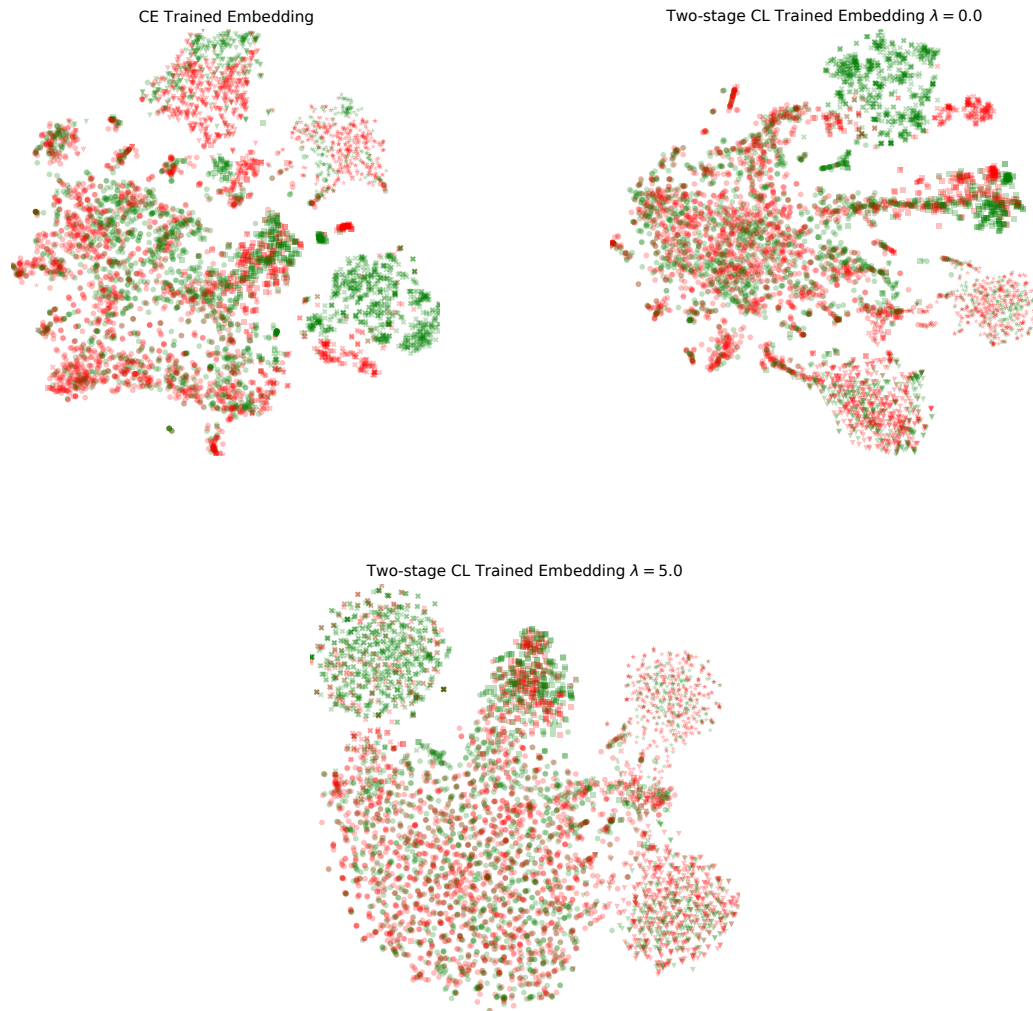 CE Trained Embedding
Two-stage CL Trained Embedding λ = 0.0
Two-stage CL Trained Embedding λ = 5.0